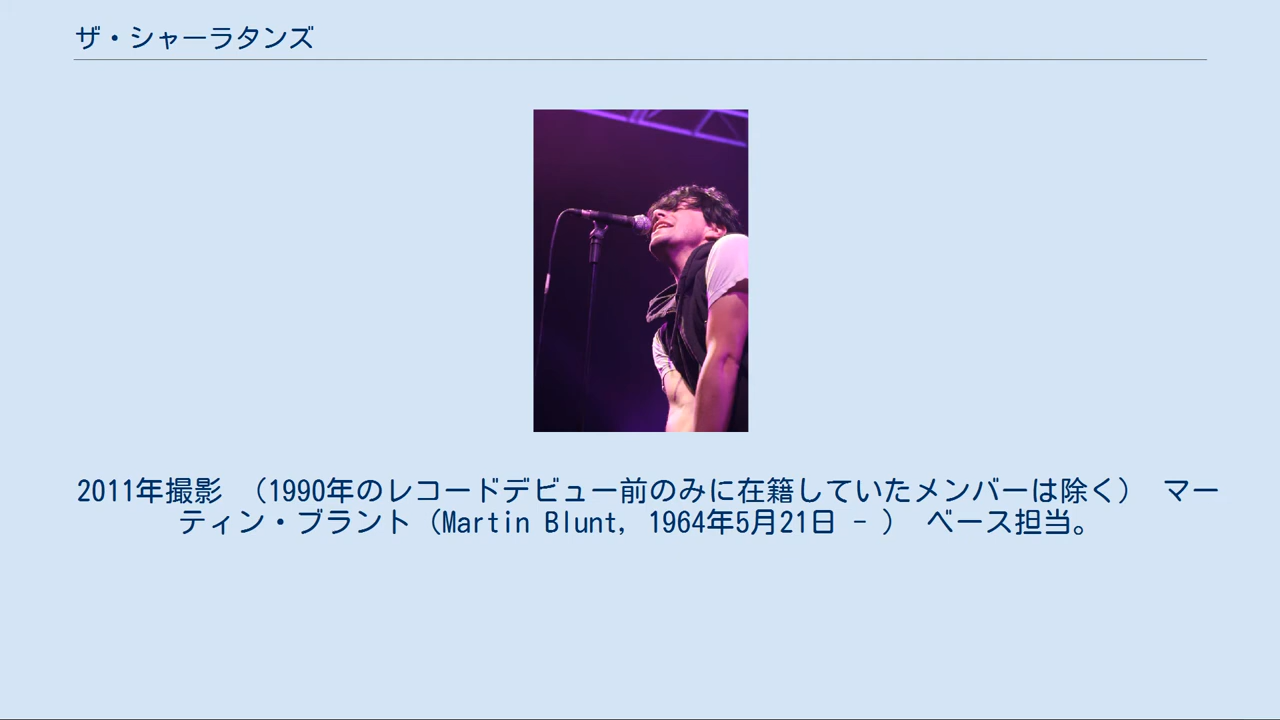 ザ・シャーラタンズ
2011年撮影 （1990年のレコードデビュー前のみに在籍していたメンバーは除く） マー
ティン・ブラント（Martin Blunt, 1964年5月21日 - ） ベース担当。